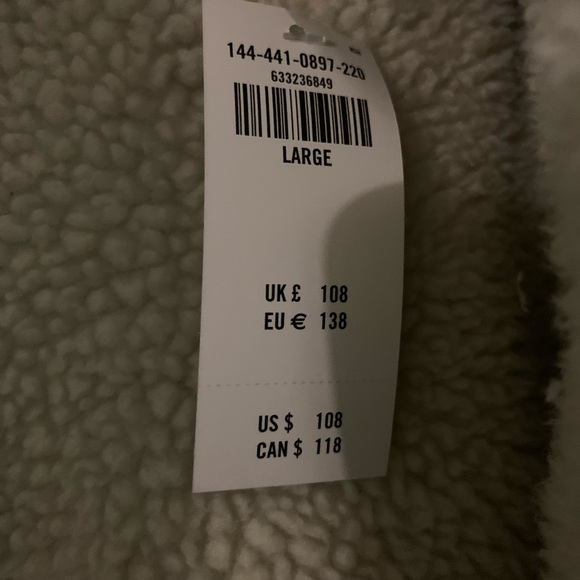 144-441-0897-220
633236849
LARGE
UK £ 108
EU € 138
US $ 108
CAN $ 118